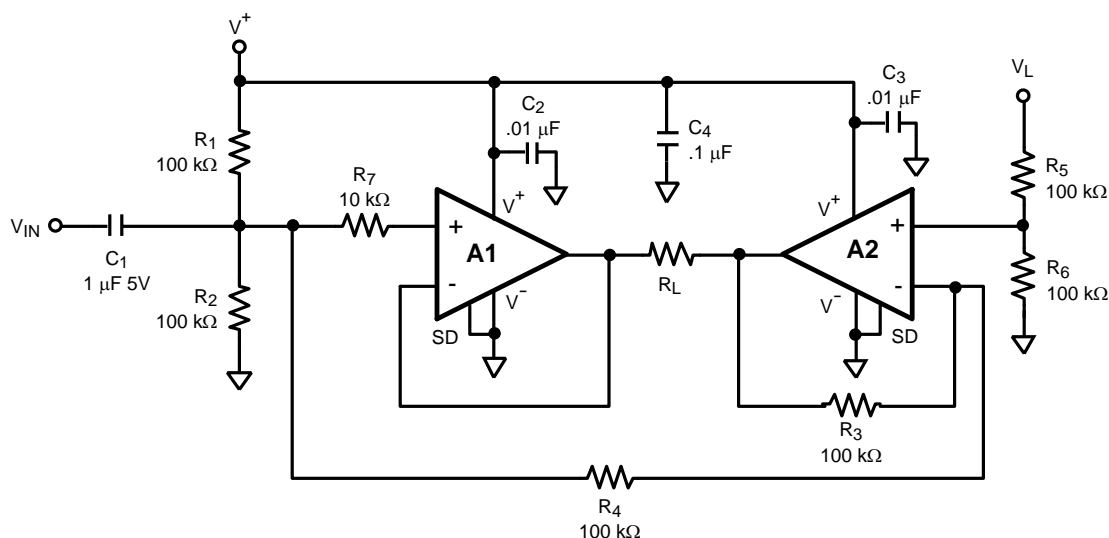 V+
C2
.01 μF
C4
.1 μF
C3
.01 μF
VL
R1
100 kΩ
R7
10 kΩ
R5
100 kΩ
VIN
C1
1 μF 5V
+
A1
-
V+
V−
SD
RL
V+
+
A2
-
V−
SD
R2
100 kΩ
R6
100 kΩ
R3
100 kΩ
R4
100 kΩ